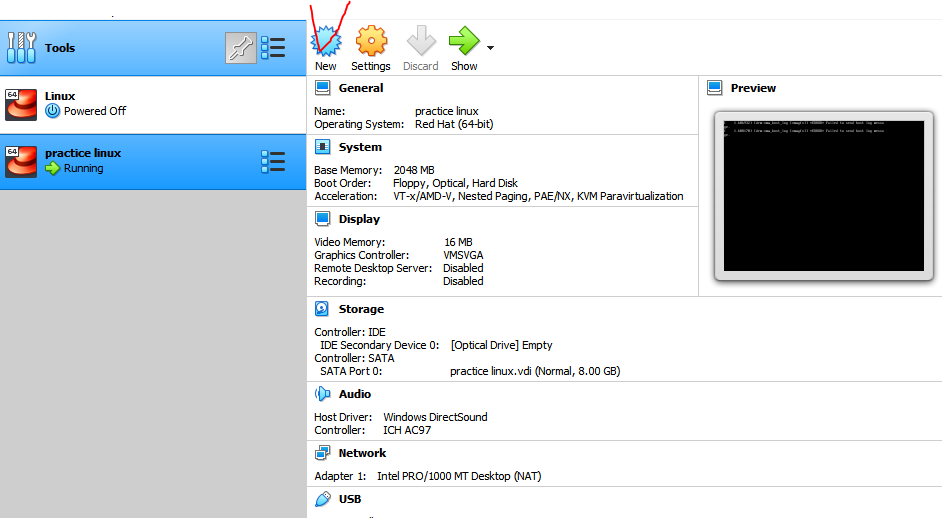 Tools
New
Settings
Discard
Show
64
Linux
Powered Off
64
practice linux
Running
General
Name: practice linux
Operating System: Red Hat (64-bit)
System
Base Memory: 2048 MB
Boot Order: Floppy, Optical, Hard Disk
Acceleration: VT-x/AMD-V, Nested Paging, PAE/NX, KVM Paravirtualization
Display
Video Memory: 16 MB
Graphics Controller: VMSVGA
Remote Desktop Server: Disabled
Recording: Disabled
Preview
Storage
Controller: IDE
IDE Secondary Device 0: [Optical Drive] Empty
Controller: SATA
SATA Port 0: practice linux.vdi (Normal, 8.00 GB)
Audio
Host Driver: Windows DirectSound
Controller: ICH AC97
Network
Adapter 1: Intel PRO/1000 MT Desktop (NAT)
USB